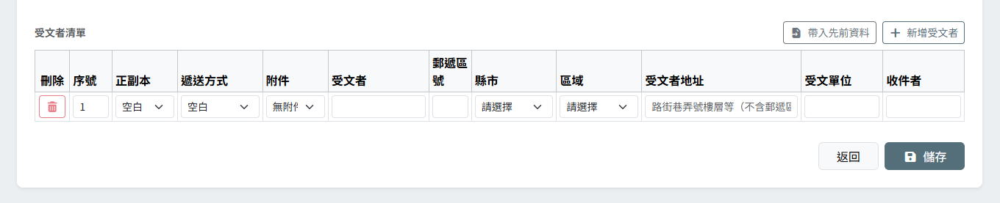 受文者清單
帶入先前資料
新增受文者
刪除 序號 正副本 遞送方式 附件 受文者 郵遞區號 縣市 區域 受文者地址 受文單位 收件者
1 空白 空白 無附件 請選擇 請選擇 路街巷弄號樓層等（不含郵遞區
返回
儲存